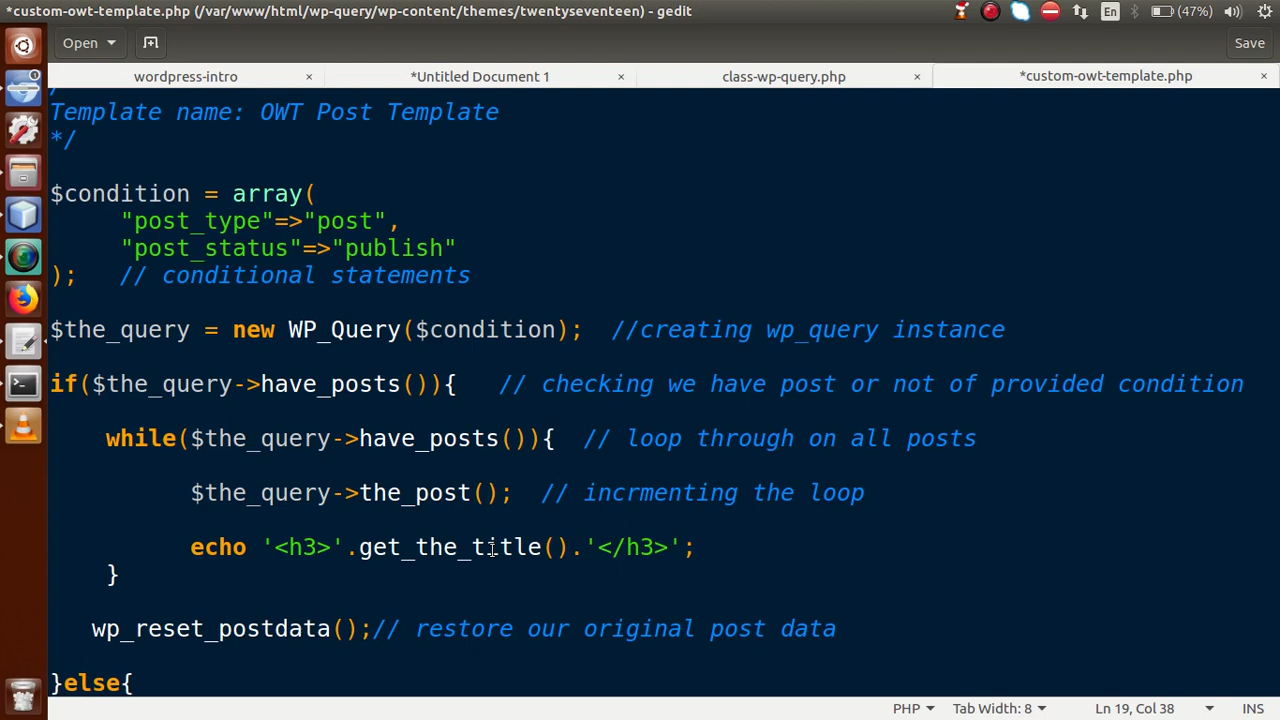 *custom-owt-template.php (/var/www/html/wp-query/wp-content/themes/twentyseventeen) - gedit
En (47%)
Open Save
wordpress-intro × *Untitled Document 1 × class-wp-query.php × *custom-owt-template.php ×
/*
Template name: OWT Post Template
*/
$condition = array(
"post_type"=>"post",
"post_status"=>"publish"
); // conditional statements
$the_query = new WP_Query($condition); //creating wp_query instance
if($the_query->have_posts()){ // checking we have post or not of provided condition
while($the_query->have_posts()){ // loop through on all posts
$the_query->the_post(); // incrmenting the loop
echo '<h3>'.get_the_title().'</h3>';
}
wp_reset_postdata();// restore our original post data
}else{
PHP Tab Width: 8 Ln 19, Col 38 INS